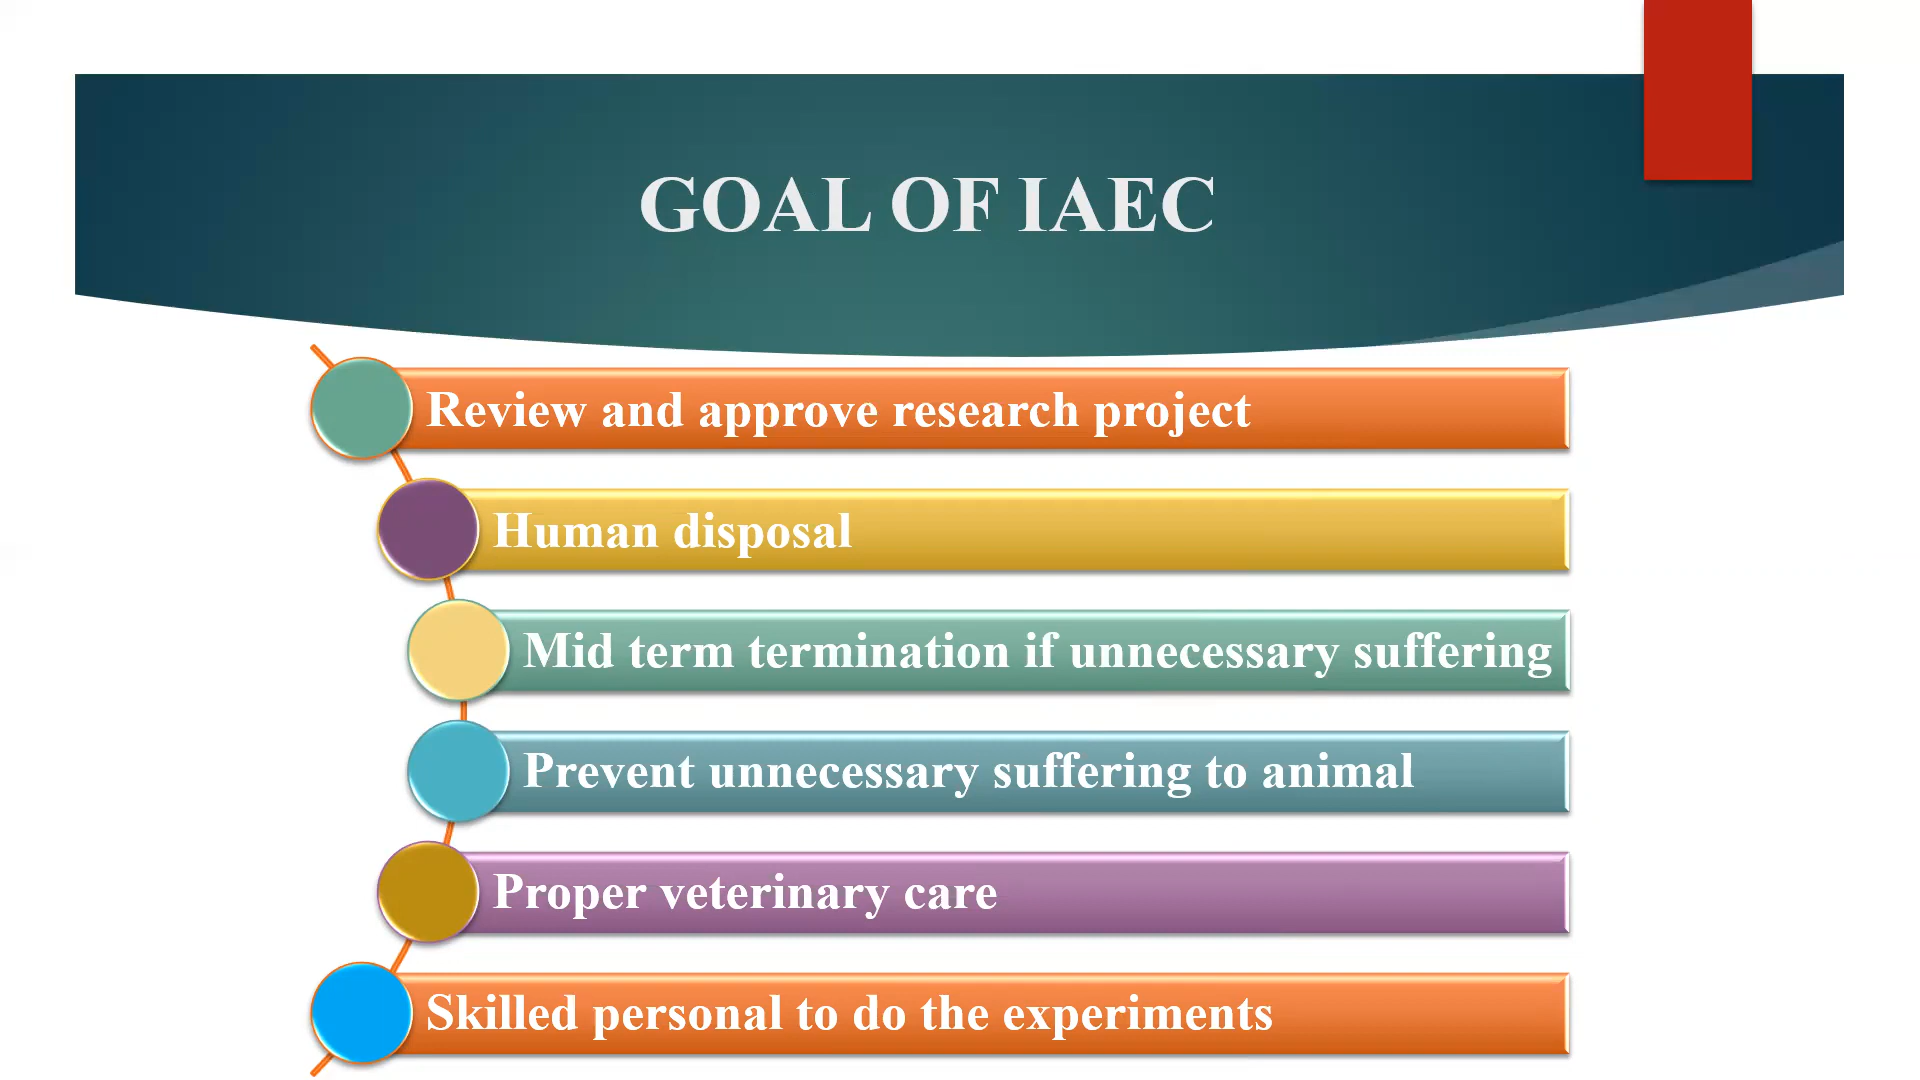 GOAL OF IAEC
Review and approve research project
Human disposal
Mid term termination if unnecessary suffering
Prevent unnecessary suffering to animal
Proper veterinary care
Skilled personal to do the experiments